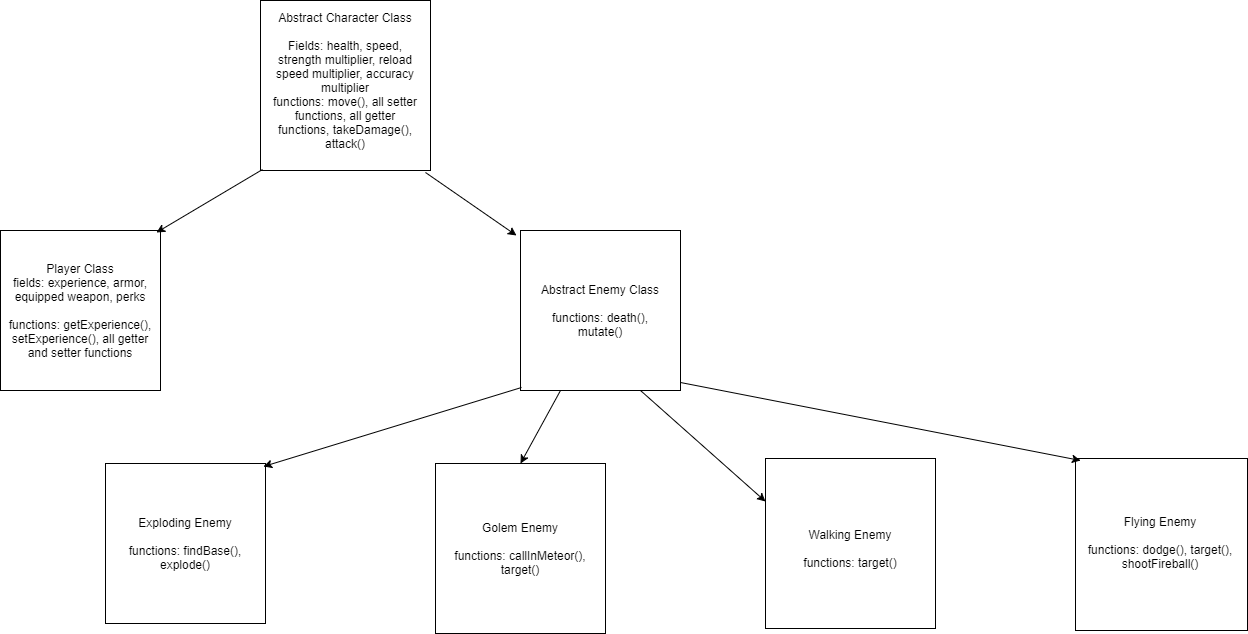 Abstract Character Class
Fields: health, speed,
strength multiplier, reload
speed multiplier, accuracy
multiplier
functions: move(), all setter
functions, all getter
functions, takeDamage(),
attack()
Player Class
fields: experience, armor,
equipped weapon, perks
functions: getExperience(),
setExperience(), all getter
and setter functions
Abstract Enemy Class
functions: death(),
mutate()
Exploding Enemy
functions: findBase(),
explode()
Golem Enemy
functions: callInMeteor(),
target()
Walking Enemy
functions: target()
Flying Enemy
functions: dodge(), target(),
shootFireball()